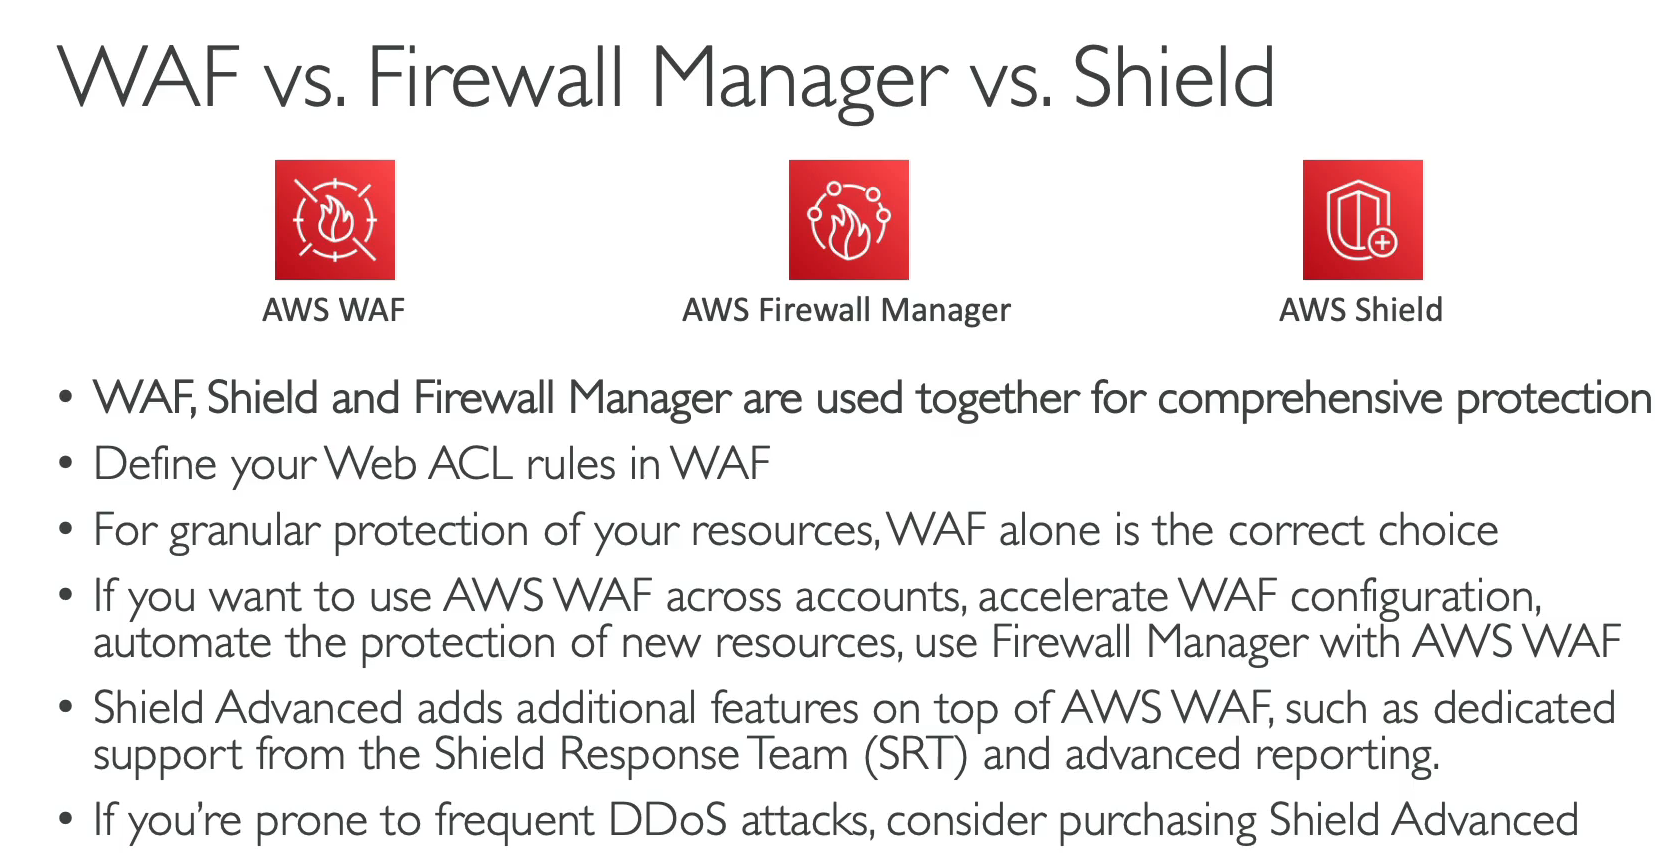 WAF vs. Firewall Manager vs. Shield
AWS WAF
AWS Firewall Manager
AWS Shield
• WAF, Shield and Firewall Manager are used together for comprehensive protection
• Define your Web ACL rules in WAF
• For granular protection of your resources, WAF alone is the correct choice
• If you want to use AWS WAF across accounts, accelerate WAF configuration,
automate the protection of new resources, use Firewall Manager with AWS WAF
• Shield Advanced adds additional features on top of AWS WAF, such as dedicated
support from the Shield Response Team (SRT) and advanced reporting.
• If you’re prone to frequent DDoS attacks, consider purchasing Shield Advanced